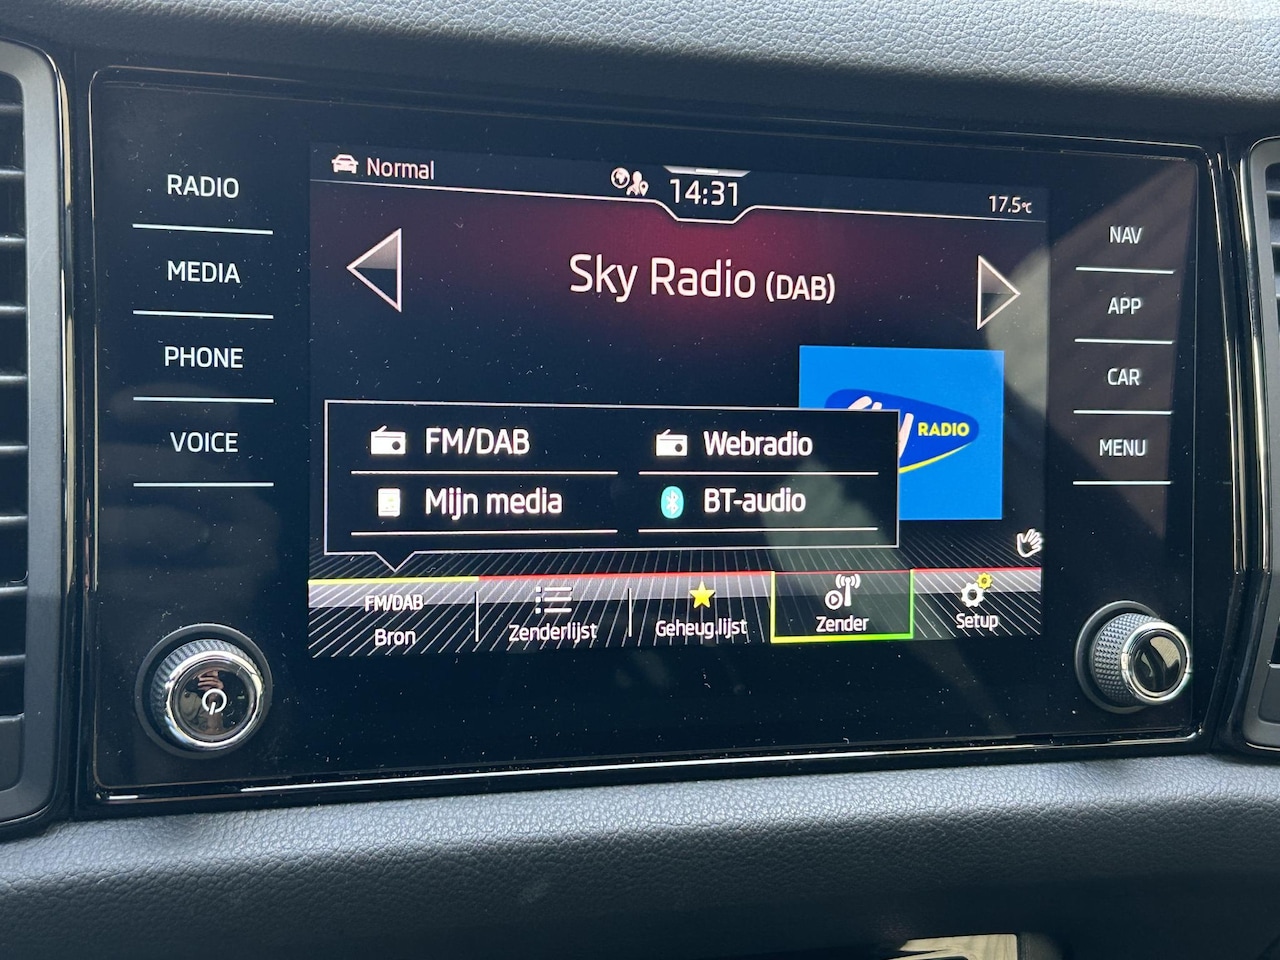 RADIO
MEDIA
PHONE
VOICE
Normal
14:31
17.5°C
Sky Radio (DAB)
RADIO
FM/DAB
Webradio
Mijn media
BT-audio
FM/DAB
Bron
Zenderlijst
Geheug.lijst
Zender
Setup
NAV
APP
CAR
MENU